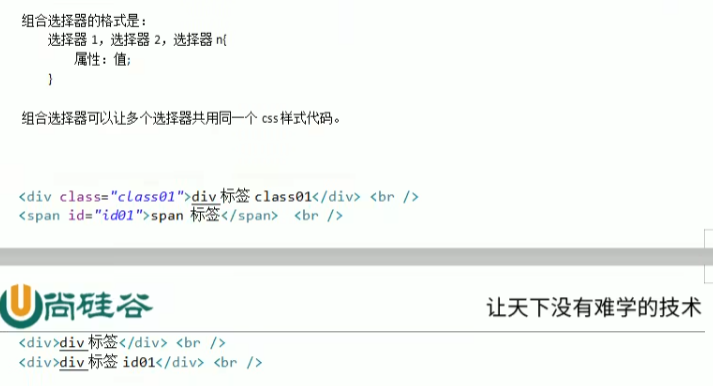 组合选择器的格式是：
选择器 1，选择器 2，选择器 n{
属性：值;
}
组合选择器可以让多个选择器共用同一个 css 样式代码。
<div class="class01">div 标签 class01</div> <br />
<span id="id01">span 标签</span> <br />
尚硅谷
让天下没有难学的技术
<div>div 标签</div> <br />
<div>div 标签 id01</div> <br />